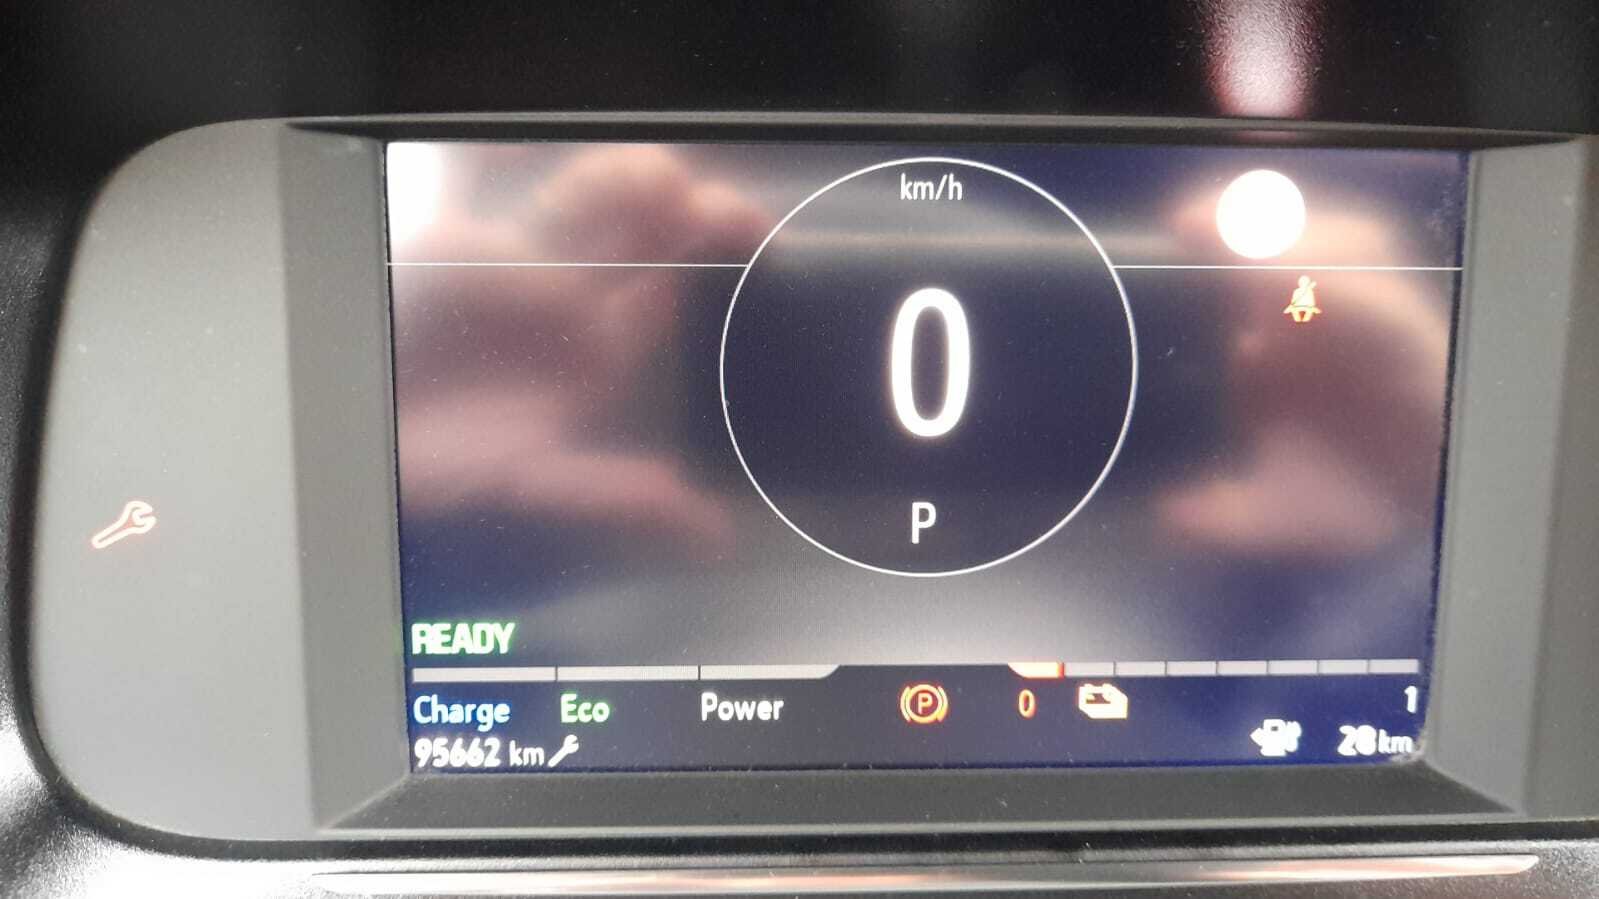 km/h
0
P
READY
Charge Eco Power P 0 1
95662 km 28 km